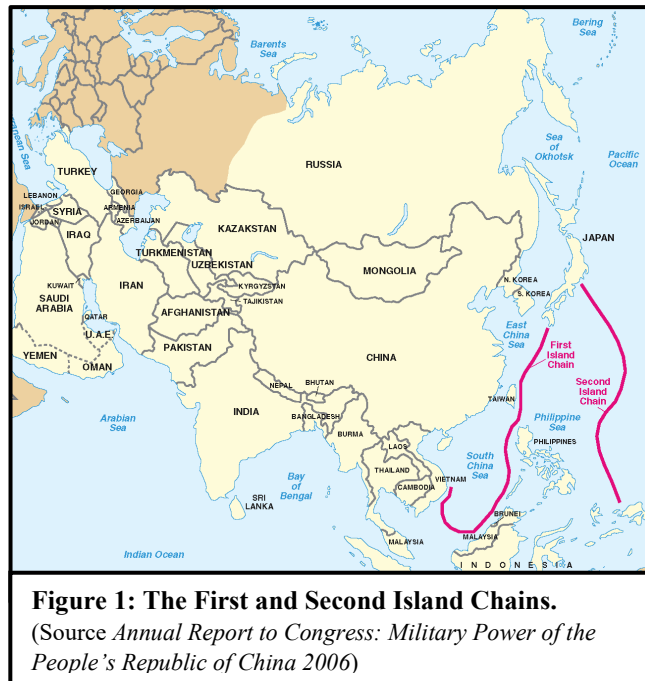 Barents
Sea
Bering
Sea
RUSSIA
Sea
of
Okhotsk
Pacific
Ocean
ranean Sea
TURKEY
GEORGIA
LEBANON
ARMENIA
ISRAEL
SYRIA
AZERBAIJAN
JORDAN
IRAQ
KAZAKSTAN
JAPAN
TURKMENISTAN
UZBEKISTAN
MONGOLIA
N. KOREA
KYRGYZSTAN
S. KOREA
IRAN
KUWAIT
TAJIKISTAN
SAUDI
ARABIA
QATAR
AFGHANISTAN
East
China
Sea
U.A.E.
PAKISTAN
CHINA
First
Island
Chain
YEMEN
OMAN
NEPAL
BHUTAN
Second
Island
Chain
TAIWAN
Arabian
Sea
INDIA
BANGLADESH
BURMA
Philippine
Sea
LAOS
PHILIPPINES
THAILAND
South
China
Sea
Bay
of
Bengal
VIETNAM
CAMBODIA
SRI
LANKA
BRUNEI
MALAYSIA
MALAYSIA
Indian Ocean
INDONESIA
Figure 1: The First and Second Island Chains.
(Source Annual Report to Congress: Military Power of the
People’s Republic of China 2006)